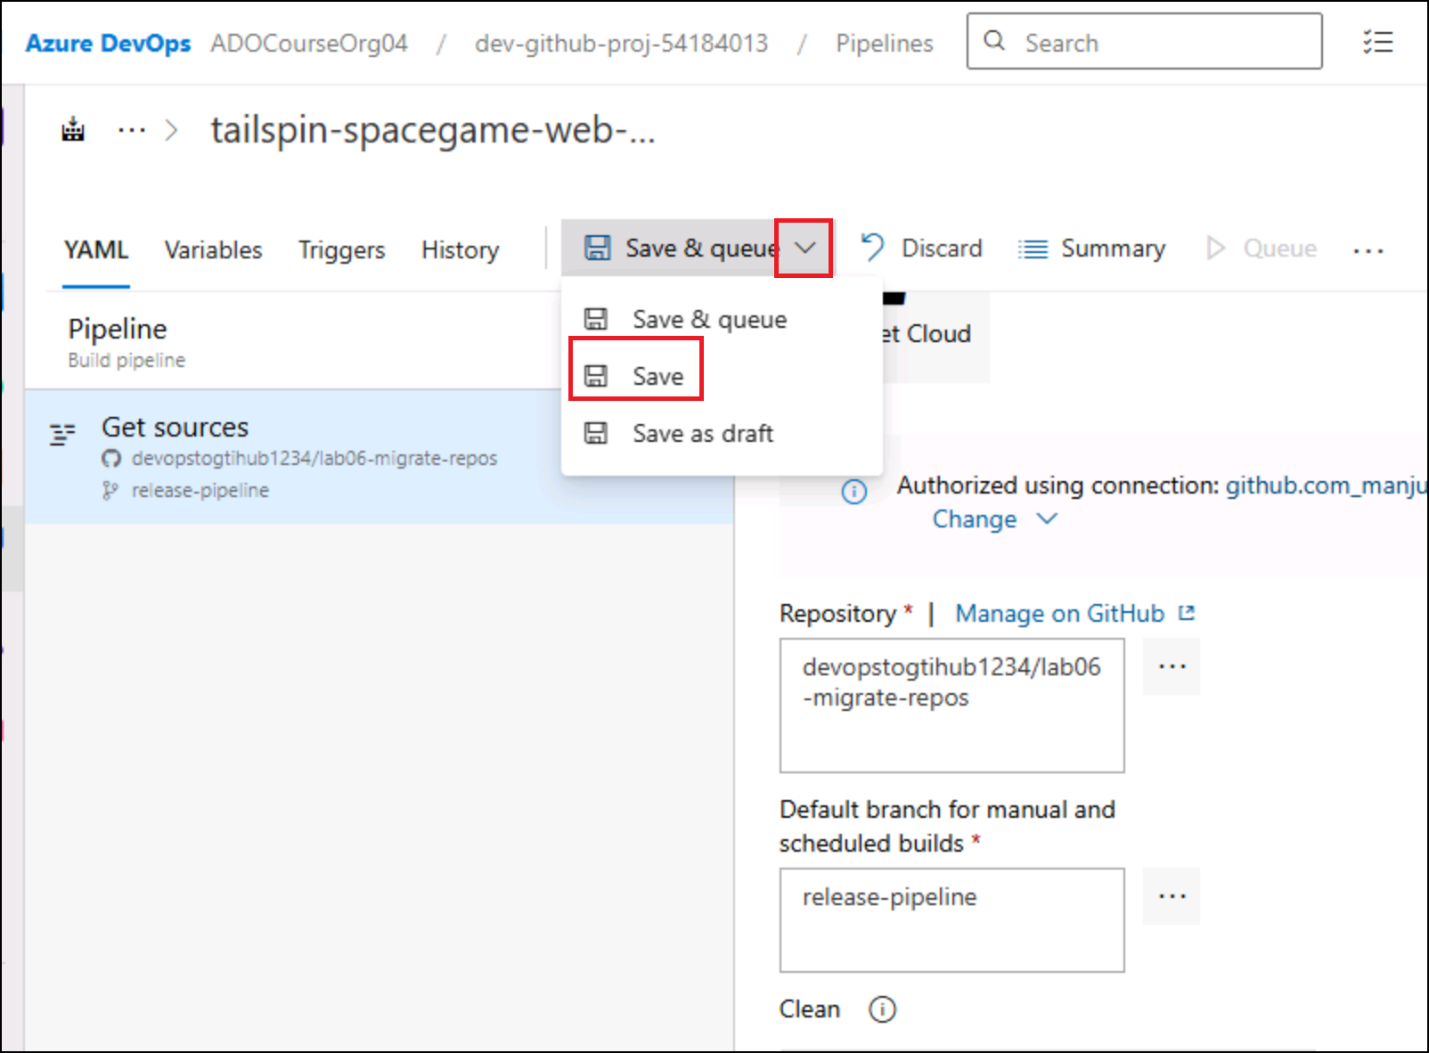 Azure DevOps ADOCourseOrg04 / dev-github-proj-54184013 / Pipelines Search
... > tailspin-spacegame-web-...
YAML Variables Triggers History Save & queue Discard Summary Queue ...
Pipeline
Build pipeline
Get sources
devopstogtihub1234/lab06-migrate-repos
release-pipeline
Save & queue
Save
Save as draft
et Cloud
Authorized using connection: github.com_manju
Change
Repository * | Manage on GitHub
devopstogtihub1234/lab06
-migrate-repos
...
Default branch for manual and
scheduled builds *
release-pipeline
...
Clean